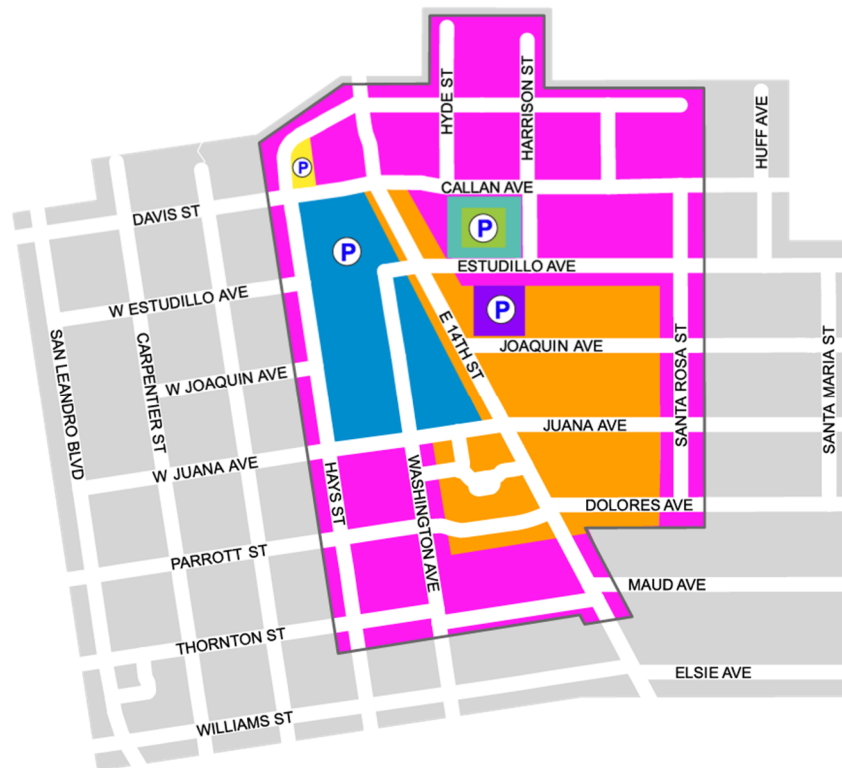 HYDE ST
HARRISON ST
HUFF AVE
P
CALLAN AVE
DAVIS ST
P
P
ESTUDILLO AVE
W ESTUDILLO AVE
P
E 14TH ST
JOAQUIN AVE
SAN LEANDRO BLVD
CARPENTIER ST
W JOAQUIN AVE
SANTA ROSA ST
SANTA MARIA ST
JUANA AVE
W JUANA AVE
HAYS ST
WASHINGTON AVE
DOLORES AVE
PARROTT ST
MAUD AVE
THORNTON ST
ELSIE AVE
WILLIAMS ST